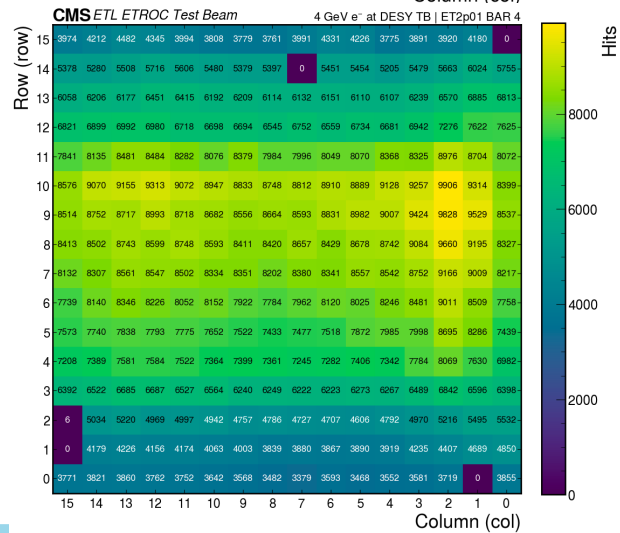 CMS ETL ETROC Test Beam 4 GeV e⁻ at DESY TB | ET2p01 BAR 4
Hits
Row (row)
15 3974 4212 4482 4345 3994 3808 3779 3761 3991 4331 4226 3775 3891 3920 4180 0
14 5378 5280 5508 5716 5606 5480 5379 5397 0 5451 5454 5205 5479 5663 6024 5755
13 6058 6206 6177 6451 6415 6192 6209 6114 6132 6151 6110 6107 6239 6570 6885 6813
12 6821 6899 6992 6980 6718 6698 6694 6545 6752 6559 6734 6681 6942 7276 7622 7625
11 7841 8135 8481 8484 8282 8076 8379 7984 7996 8049 8070 8368 8325 8976 8704 8072
10 8576 9070 9155 9313 9072 8947 8833 8748 8812 8910 8889 9128 9257 9906 9314 8399
9 8514 8752 8717 8993 8718 8682 8556 8664 8593 8831 8982 9007 9424 9828 9529 8537
8 8413 8502 8743 8599 8748 8593 8411 8420 8657 8429 8678 8742 9084 9660 9195 8327
7 8132 8307 8561 8547 8502 8334 8351 8202 8380 8341 8557 8542 8752 9166 9009 8217
6 7739 8140 8346 8226 8052 8152 7922 7784 7962 8120 8025 8246 8481 9011 8509 7758
5 7573 7740 7838 7793 7775 7652 7522 7433 7477 7518 7872 7985 7998 8695 8286 7439
4 7208 7389 7581 7584 7522 7364 7399 7361 7245 7282 7406 7342 7784 8069 7630 6982
3 6392 6522 6685 6687 6527 6564 6240 6249 6222 6223 6273 6267 6489 6842 6596 6398
2 6 5034 5220 4969 4997 4942 4757 4786 4727 4707 4606 4792 4970 5216 5495 5532
1 0 4179 4226 4156 4174 4063 4003 3839 3880 3867 3890 3919 4235 4407 4689 4850
0 3771 3821 3860 3762 3752 3642 3568 3482 3379 3593 3468 3552 3581 3719 0 3855
15 14 13 12 11 10 9 8 7 6 5 4 3 2 1 0
Column (col)
8000
6000
4000
2000
0